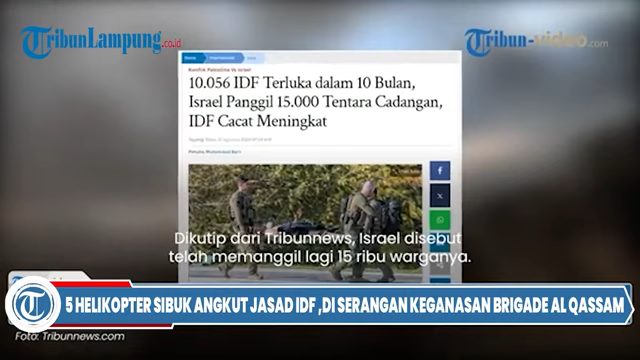 TribunLampung.co.id
Tribun-video.com
Konflik Palestina Vs Israel
10.056 IDF Terluka dalam 10 Bulan,
Israel Panggil 15.000 Tentara Cadangan,
IDF Cacat Meningkat
Dikutip dari Tribunnews, Israel disebut
telah memanggil lagi 15 ribu warganya.
5 HELIKOPTER SIBUK ANGKUT JASAD IDF ,DI SERANGAN KEGANASAN BRIGADE AL QASSAM
Foto: Tribunnews.com